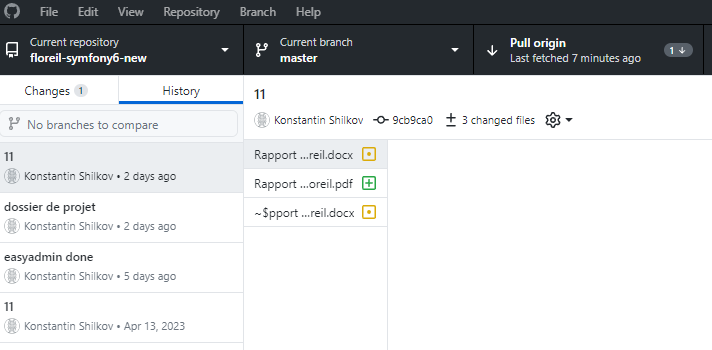 File Edit View Repository Branch Help
Current repository
floreil-symfony6-new
Current branch
master
Pull origin
Last fetched 7 minutes ago
1
Changes 1
History
No branches to compare
11
Konstantin Shilkov • 2 days ago
dossier de projet
Konstantin Shilkov • 2 days ago
easyadmin done
Konstantin Shilkov • 5 days ago
11
Konstantin Shilkov • Apr 13, 2023
11
Konstantin Shilkov 9cb9ca0 3 changed files
Rapport ...reil.docx
Rapport ...oreil.pdf
~$pport ...reil.docx